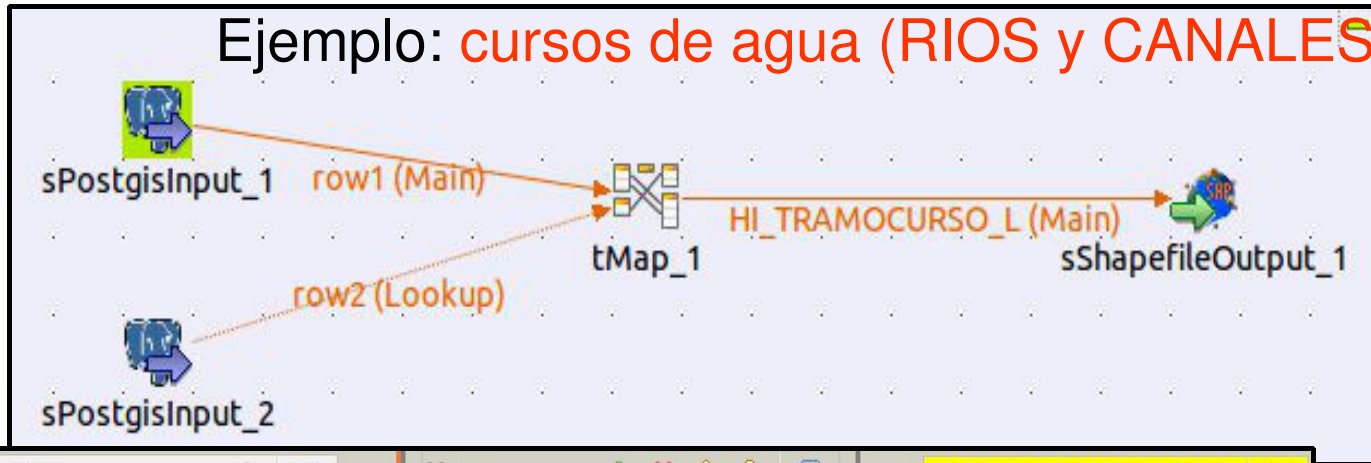 Ejemplo: cursos de agua (RIOS y CANALES
sPostgisInput_1
row1 (Main)
HI_TRAMOCURSO_L (Main)
tMap_1
sShapefileOutput_1
row2 (Lookup)
sPostgisInput_2